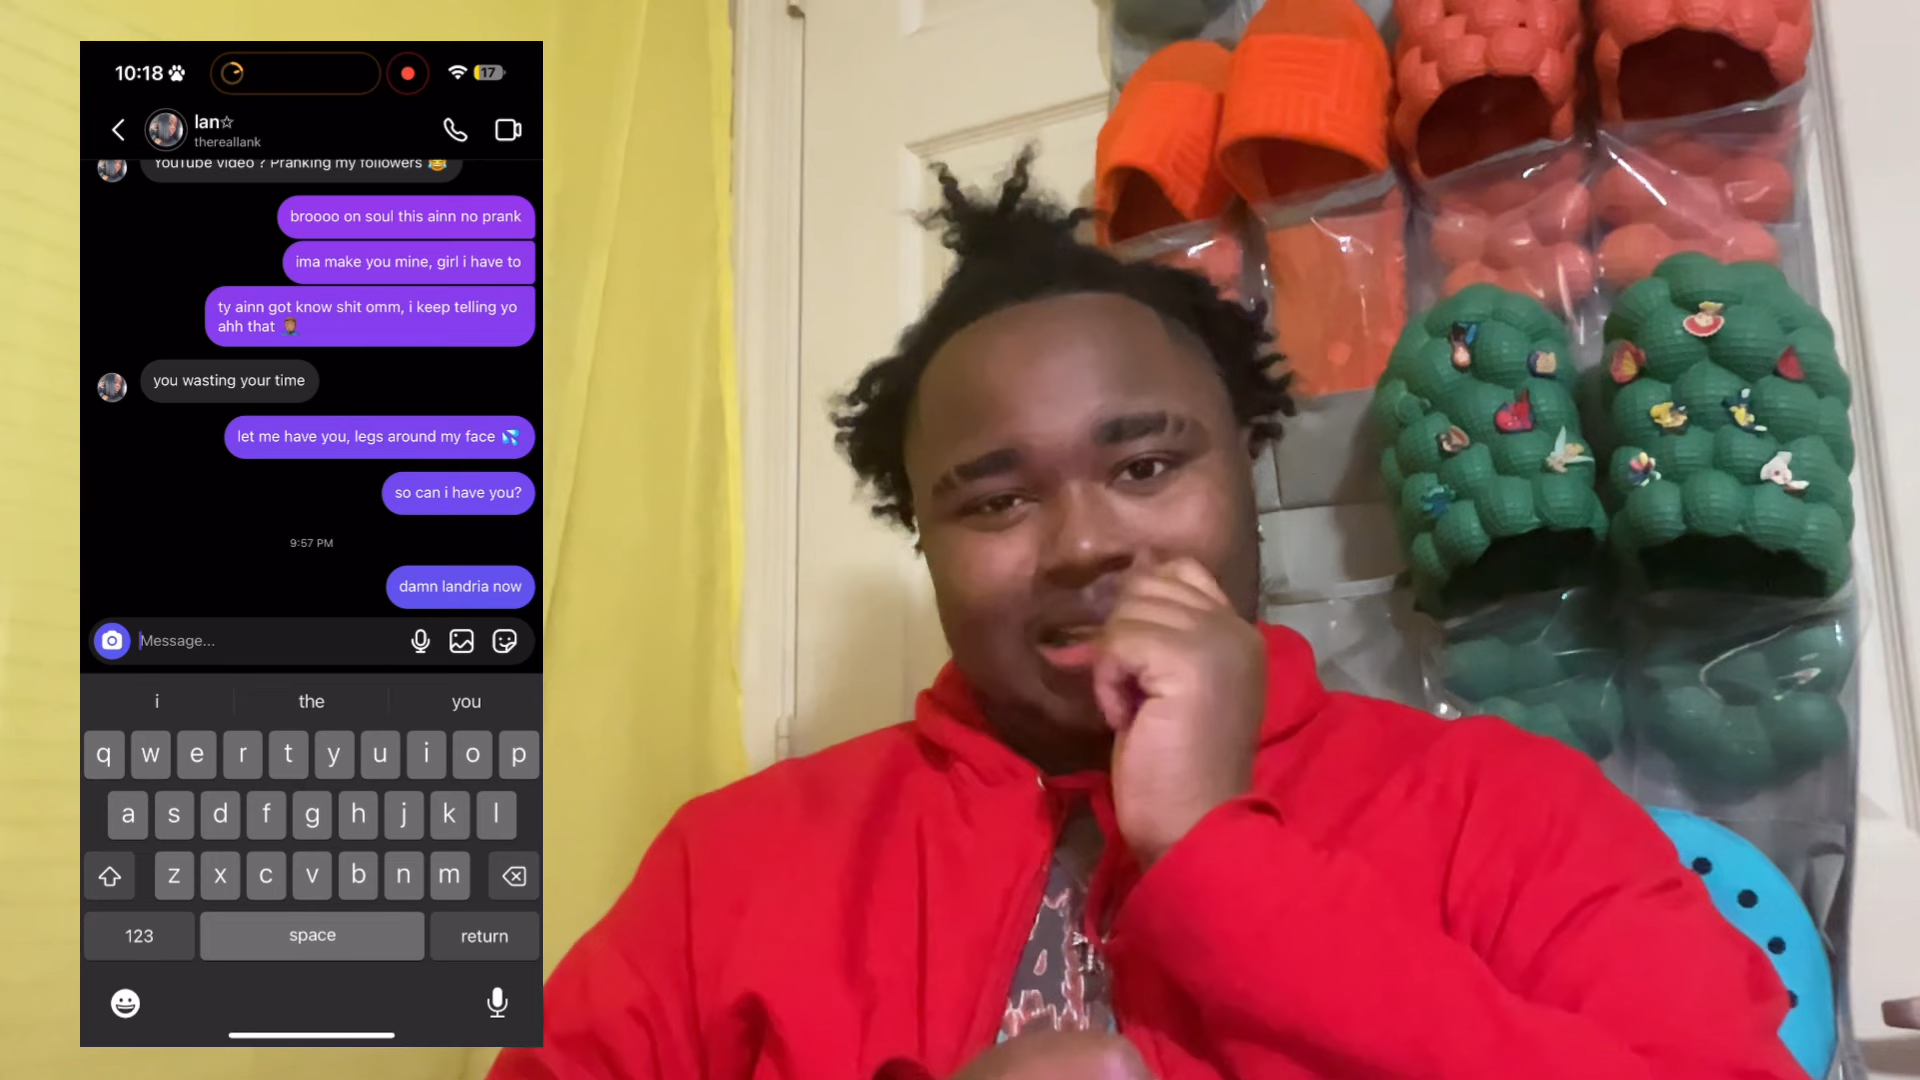 10:18
17
lan☆
thereallank
YouTube video ? Pranking my followers 😂
broooo on soul this ainn no prank
ima make you mine, girl i have to
ty ainn got know shit omm, i keep telling yo
ahh that 🤦🏾‍♂️
you wasting your time
let me have you, legs around my face 💦
so can i have you?
9:57 PM
damn landria now
Message...
i the you
q w e r t y u i o p
a s d f g h j k l
z x c v b n m
123 space return